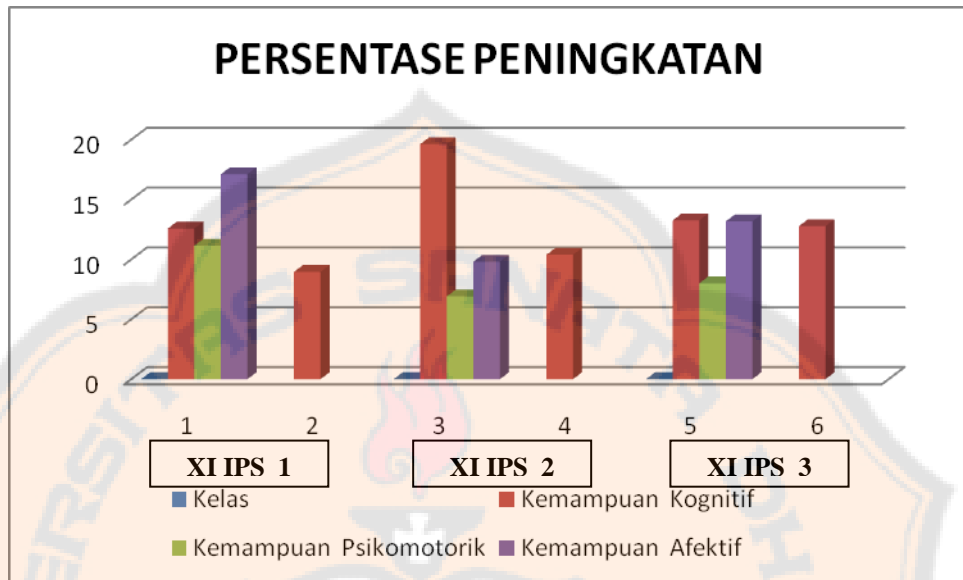 PERSENTASE PENINGKATAN
20
15
10
5
0
1 2 3 4 5 6
XI IPS 1 XI IPS 2 XI IPS 3
Kelas Kemampuan Kognitif
Kemampuan Psikomotorik Kemampuan Afektif